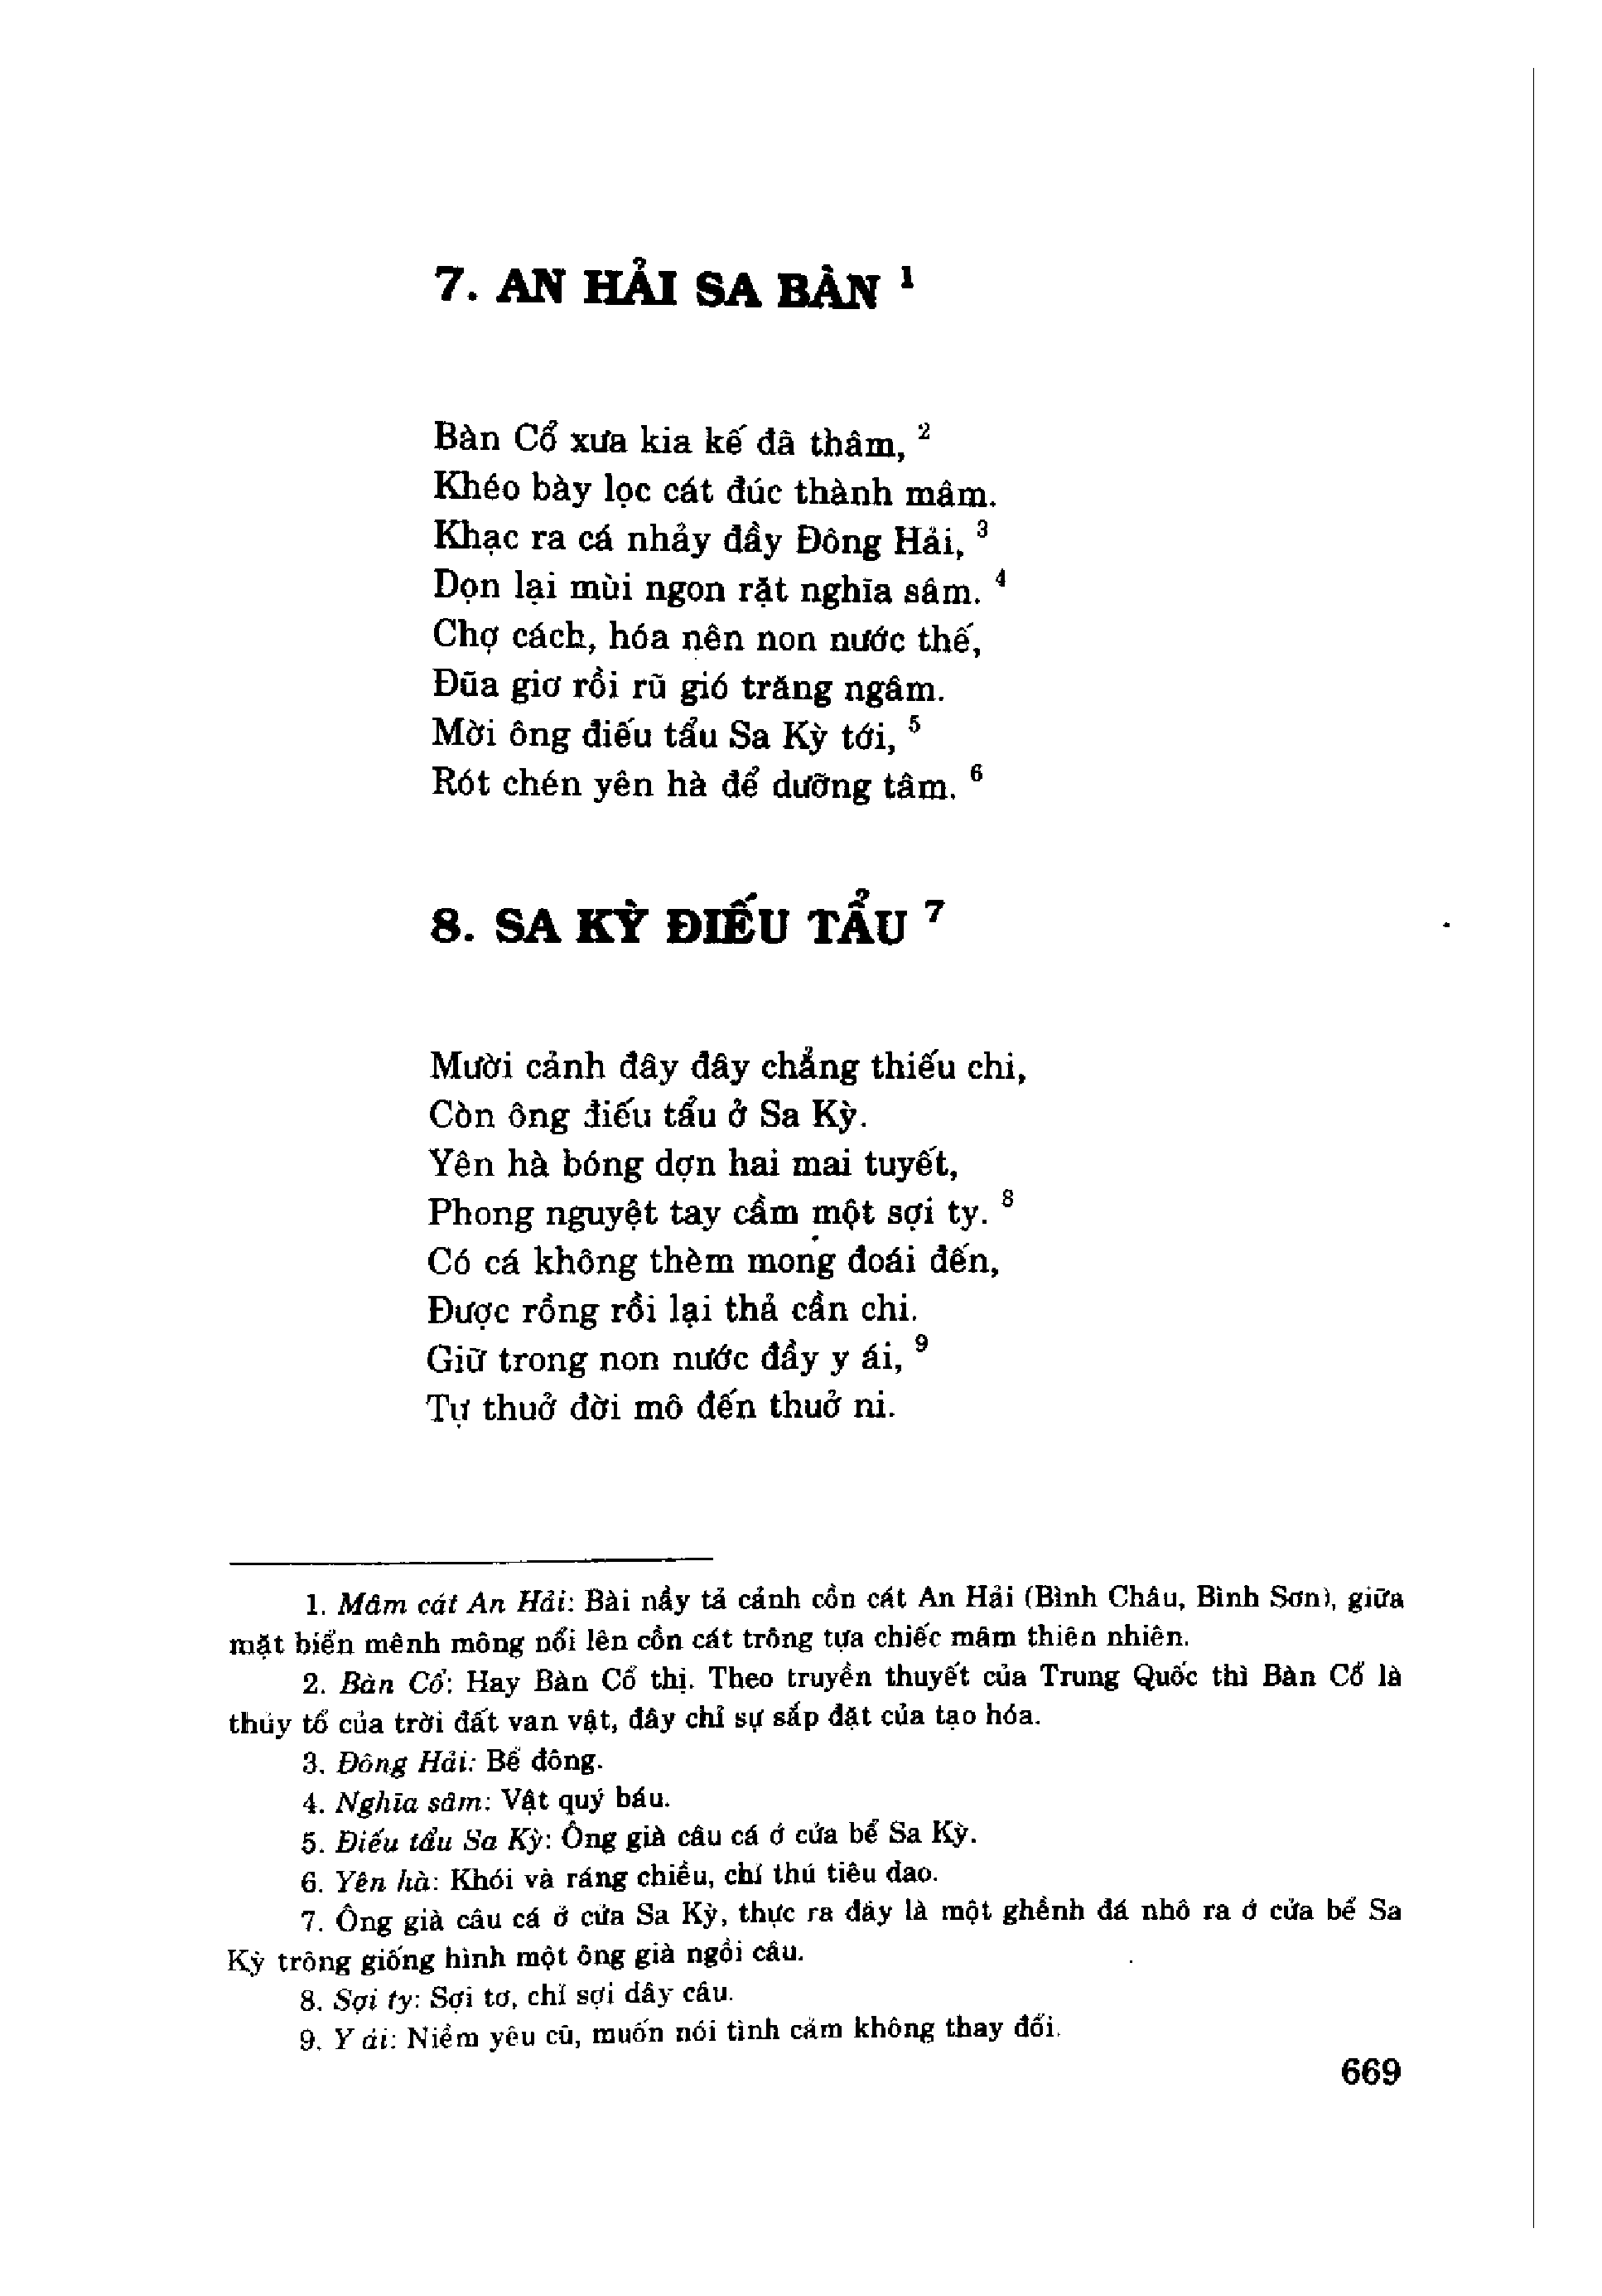 7. AN HẢI SA BÀN ¹
Bàn Cổ xưa kia kế đã thâm, ²
Khéo bày lọc cát đúc thành mâm.
Khạc ra cá nhảy đầy Đông Hải, ³
Dọn lại mùi ngon rặt nghĩa sâm. ⁴
Chợ cách, hóa nên non nước thế,
Đũa giơ rồi rũ gió trăng ngâm.
Mời ông điếu tẩu Sa Kỳ tới, ⁵
Rót chén yên hà để dưỡng tâm. ⁶
8. SA KỲ ĐIẾU TẨU ⁷
Mười cảnh đây đây chẳng thiếu chi,
Còn ông điếu tẩu ở Sa Kỳ.
Yên hà bóng dợn hai mai tuyết,
Phong nguyệt tay cầm một sợi ty. ⁸
Có cá không thèm mong đoái đến,
Được rồng rồi lại thả cần chi.
Giữ trong non nước đầy y ái, ⁹
Tự thuở đời mô đến thuở ni.
1. Mâm cát An Hải: Bài nầy tả cảnh cồn cát An Hải (Bình Châu, Bình Sơn), giữa
mặt biển mênh mông nổi lên cồn cát trông tựa chiếc mâm thiên nhiên.
2. Bàn Cổ: Hay Bàn Cổ thị. Theo truyền thuyết của Trung Quốc thì Bàn Cổ là
thủy tổ của trời đất vạn vật, đây chỉ sự sắp đặt của tạo hóa.
3. Đông Hải: Bể đông.
4. Nghĩa sâm: Vật quý báu.
5. Điếu tẩu Sa Kỳ: Ông già câu cá ở cửa bể Sa Kỳ.
6. Yên hà: Khói và ráng chiều, chỉ thú tiêu dao.
7. Ông già câu cá ở cửa Sa Kỳ, thực ra đây là một ghềnh đá nhô ra ở cửa bể Sa
Kỳ trông giống hình một ông già ngồi câu.
8. Sợi ty: Sợi tơ, chỉ sợi dây câu.
9. Y ái: Niềm yêu cũ, muốn nói tình cảm không thay đổi.
669